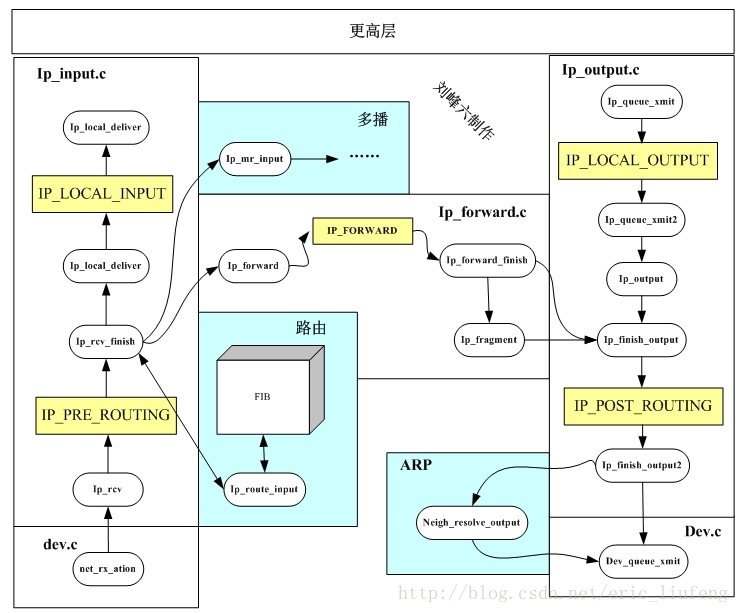 更高层
Ip_input.c
Ip_local_deliver
IP_LOCAL_INPUT
Ip_local_deliver
Ip_rcv_finish
IP_PRE_ROUTING
Ip_rcv
dev.c
net_rx_ation
多播
Ip_mr_input
······
刘峰六制作
Ip_forward.c
IP_FORWARD
Ip_forward
Ip_forward_finish
Ip_fragment
路由
FIB
Ip_route_input
ARP
Neigh_resolve_output
Ip_output.c
Ip_queue_xmit
IP_LOCAL_OUTPUT
Ip_queue_xmit2
Ip_output
Ip_finish_output
IP_POST_ROUTING
Ip_finish_output2
Dev.c
Dev_queue_xmit
http://blog.csdn.net/eric_liufeng